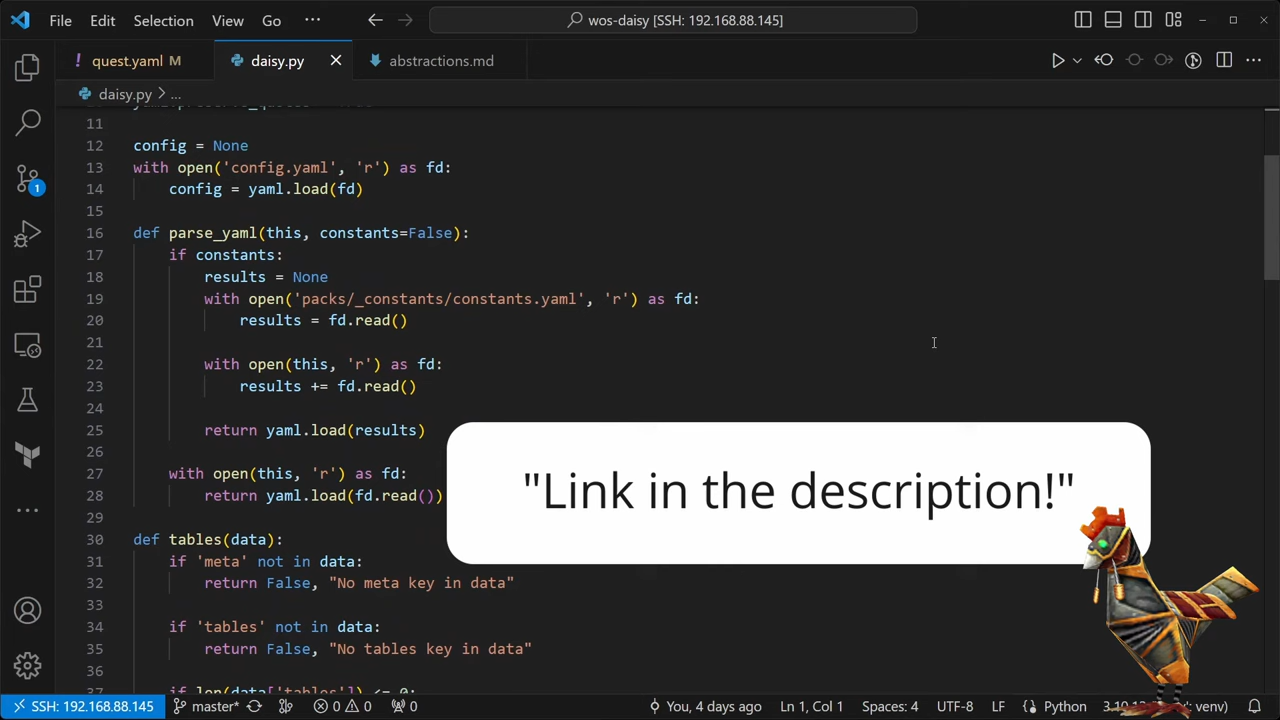 File Edit Selection View Go ··· wos-daisy [SSH: 192.168.88.145]
! quest.yaml M daisy.py abstractions.md
daisy.py > ...
11
12 config = None
13 with open('config.yaml', 'r') as fd:
14 config = yaml.load(fd)
15
16 def parse_yaml(this, constants=False):
17 if constants:
18 results = None
19 with open('packs/_constants/constants.yaml', 'r') as fd:
20 results = fd.read()
21
22 with open(this, 'r') as fd:
23 results += fd.read()
24
25 return yaml.load(results)
26
27 with open(this, 'r') as fd:
28 return yaml.load(fd.read())
29
30 def tables(data):
31 if 'meta' not in data:
32 return False, "No meta key in data"
33
34 if 'tables' not in data:
35 return False, "No tables key in data"
36
37 if len(data['tables']) <= 0:
1
"Link in the description!"
SSH: 192.168.88.145 master* 0 0 0 You, 4 days ago Ln 1, Col 1 Spaces: 4 UTF-8 LF Python venv)